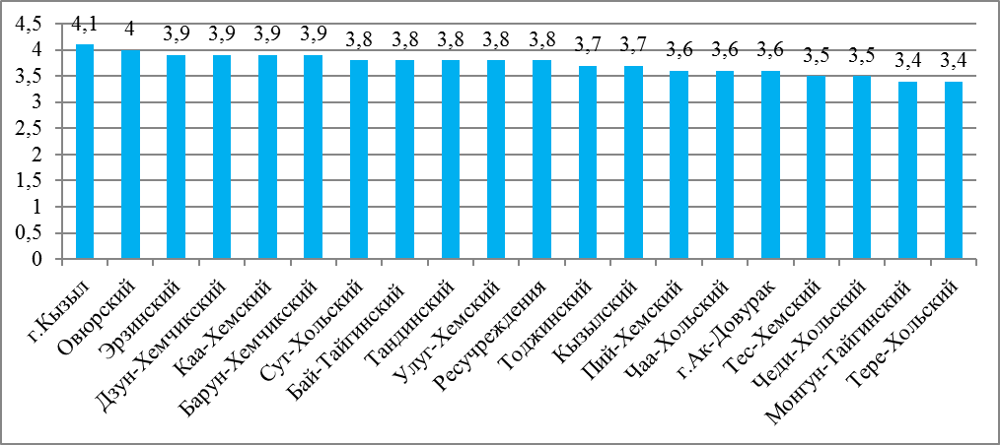 4,5
4
3,5
3
2,5
2
1,5
1
0,5
0
4,1 4 3,9 3,9 3,9 3,9 3,8 3,8 3,8 3,8 3,8 3,7 3,7 3,6 3,6 3,6 3,5 3,5 3,4 3,4
г.Кызыл
Овюрский
Эрзинский
Дзун-Хемчикский
Каа-Хемский
Барун-Хемчикский
Сут-Хольский
Бай-Тайгинский
Тандинский
Улуг-Хемский
Ресучреждения
Тоджинский
Кызылский
Пий-Хемский
Чаа-Хольский
г.Ак-Довурак
Тес-Хемский
Чеди-Хольский
Монгун-Тайгинский
Тере-Хольский